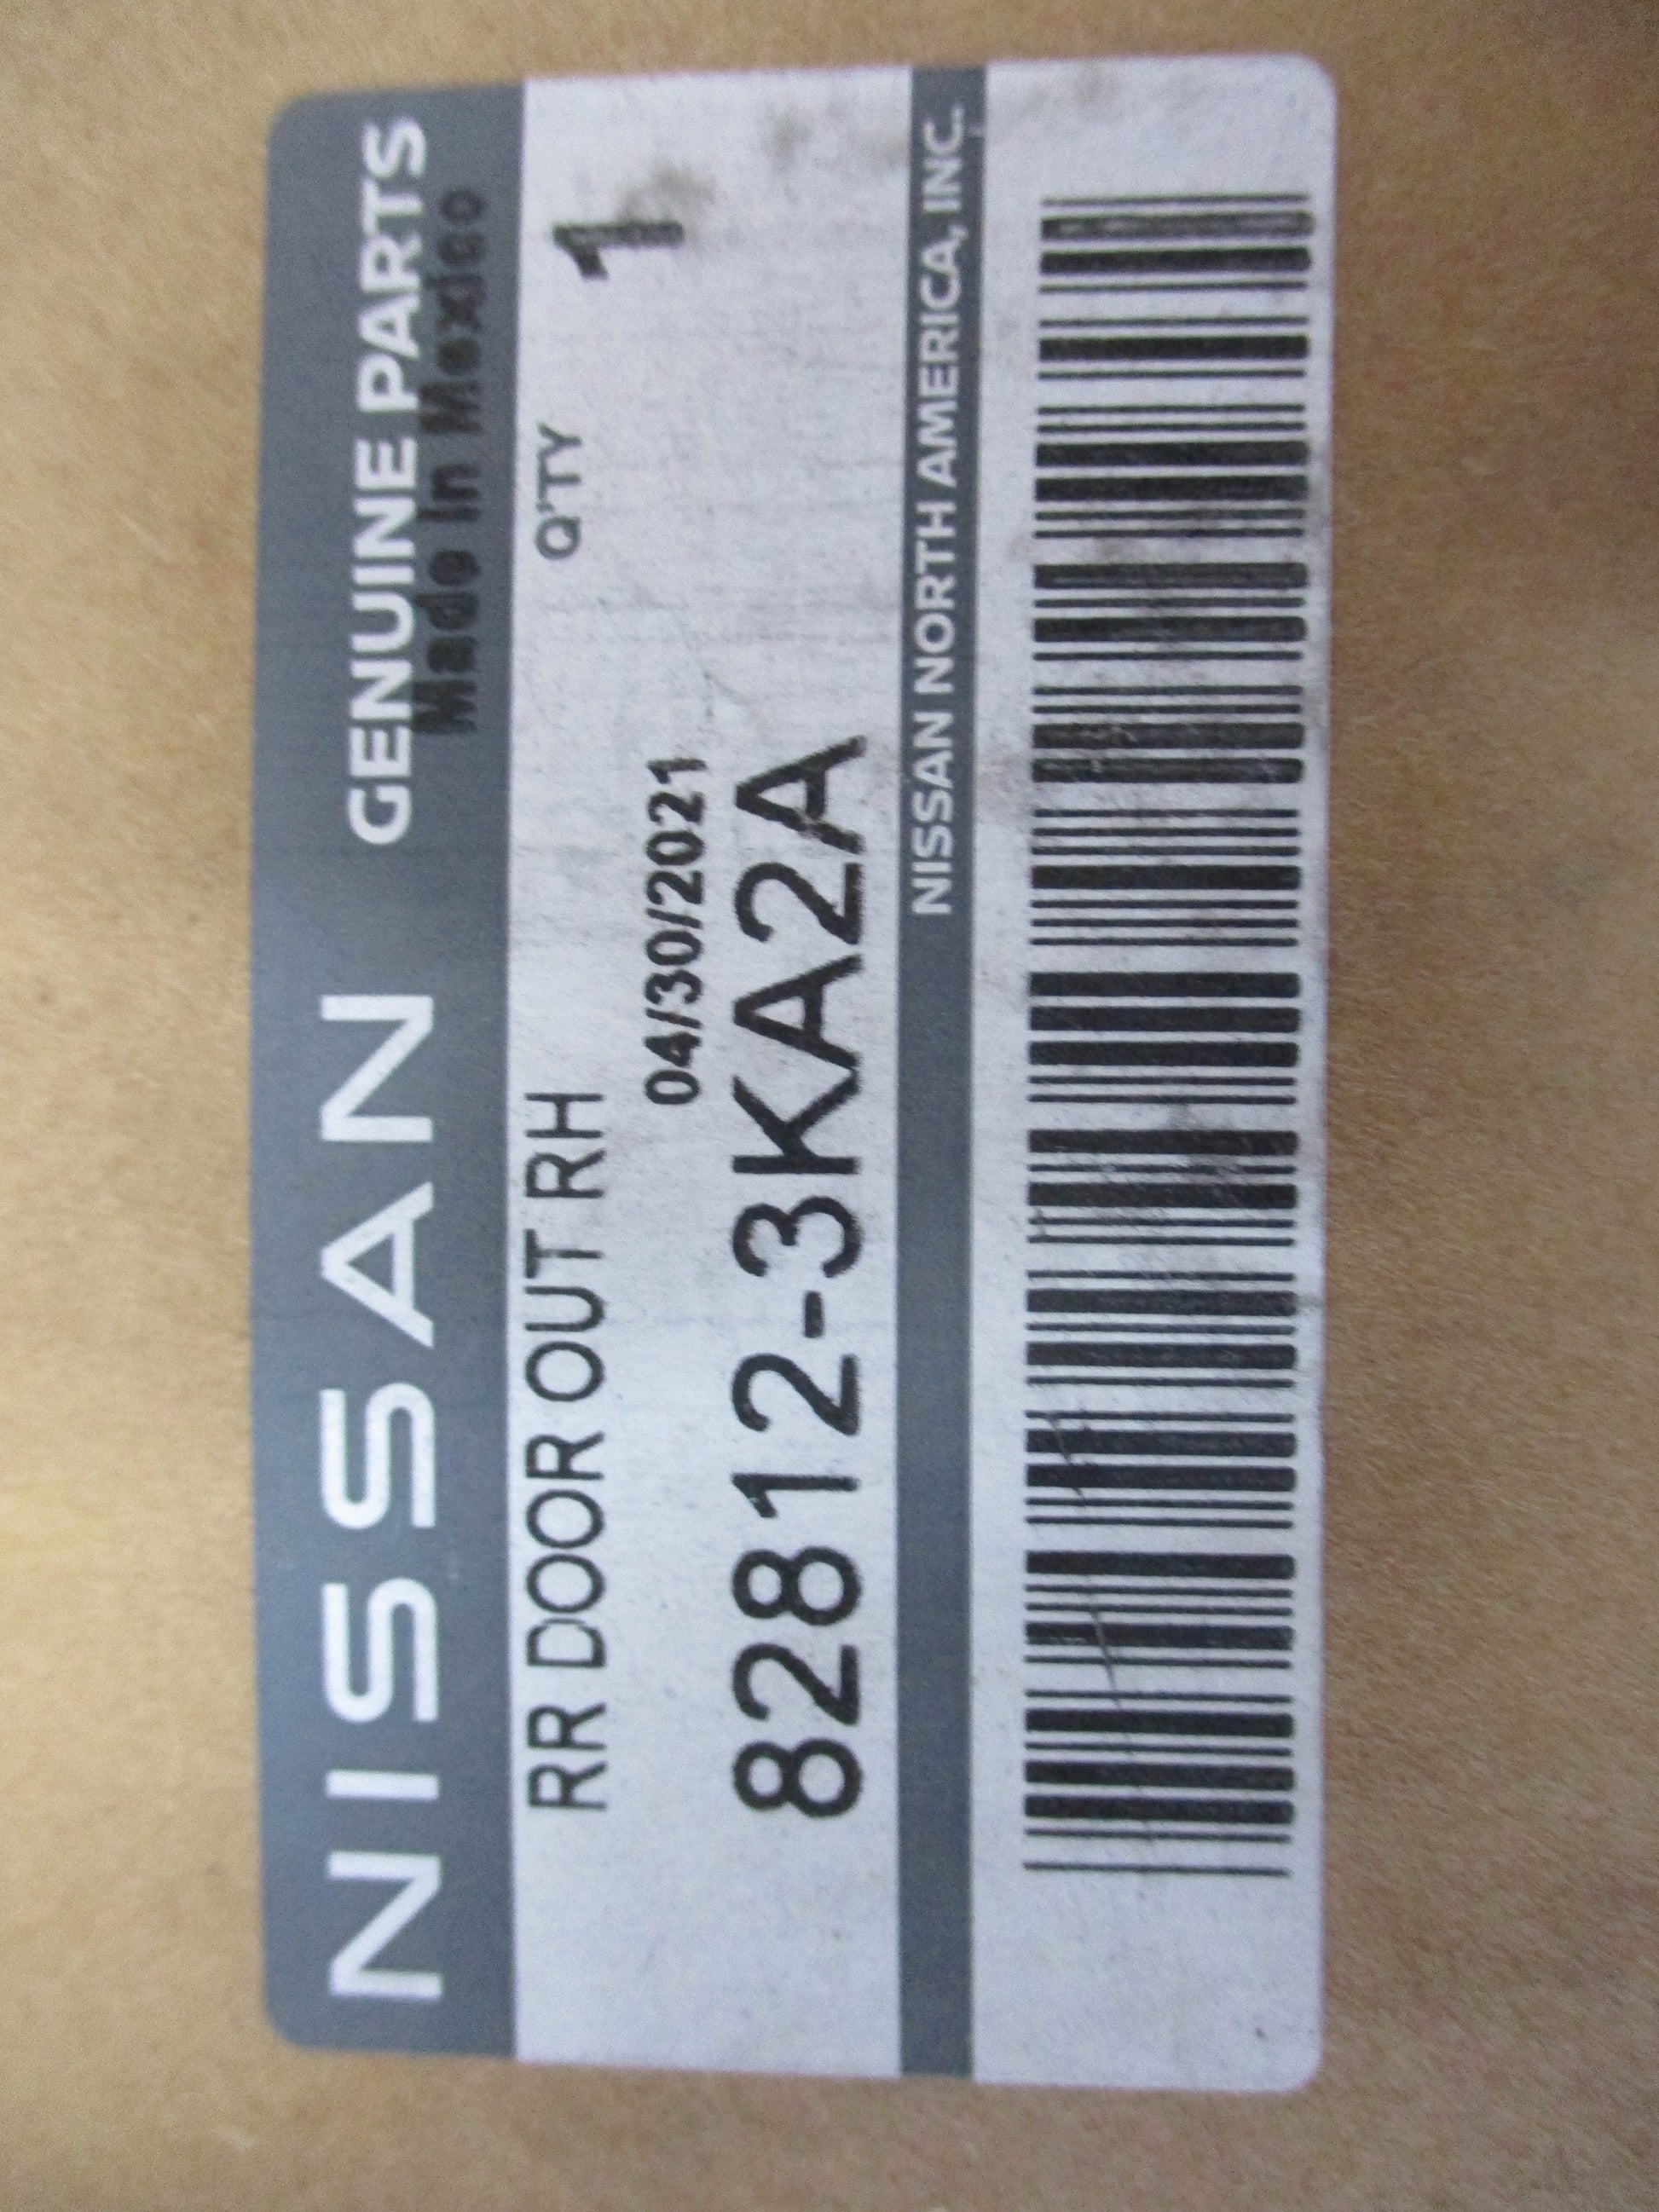 NISSAN GENUINE PARTS
Made In Mexico
RR DOOR OUT RH
Q'TY 1
04/30/2021
82812-3KA2A
NISSAN NORTH AMERICA, INC.